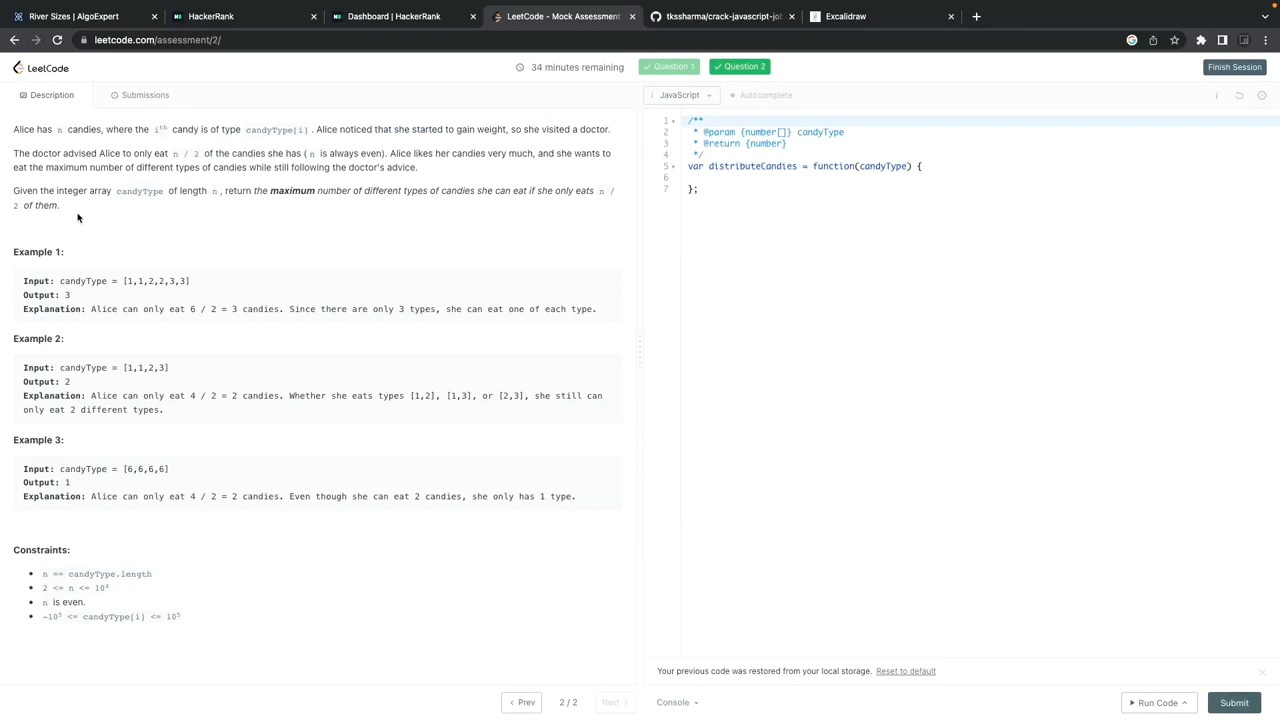 River Sizes | AlgoExpert
HackerRank
Dashboard | HackerRank
LeetCode - Mock Assessment
tkssharma/crack-javascript-jo
Excalidraw
leetcode.com/assessment/2/
LeetCode
34 minutes remaining
Question 1
Question 2
Finish Session
Description
Submissions
JavaScript
Autocomplete
Alice has n candies, where the ith candy is of type candyType[i]. Alice noticed that she started to gain weight, so she visited a doctor.
The doctor advised Alice to only eat n / 2 of the candies she has (n is always even). Alice likes her candies very much, and she wants to
eat the maximum number of different types of candies while still following the doctor's advice.
Given the integer array candyType of length n, return the maximum number of different types of candies she can eat if she only eats n /
2 of them.
Example 1:
Input: candyType = [1,1,2,2,3,3]
Output: 3
Explanation: Alice can only eat 6 / 2 = 3 candies. Since there are only 3 types, she can eat one of each type.
Example 2:
Input: candyType = [1,1,2,3]
Output: 2
Explanation: Alice can only eat 4 / 2 = 2 candies. Whether she eats types [1,2], [1,3], or [2,3], she still can
only eat 2 different types.
Example 3:
Input: candyType = [6,6,6,6]
Output: 1
Explanation: Alice can only eat 4 / 2 = 2 candies. Even though she can eat 2 candies, she only has 1 type.
Constraints:
• n == candyType.length
• 2 <= n <= 10⁴
• n is even.
• -10⁵ <= candyType[i] <= 10⁵
1 /**
2 * @param {number[]} candyType
3 * @return {number}
4 */
5 var distributeCandies = function(candyType) {
6
7 };
Your previous code was restored from your local storage. Reset to default
Prev
2 / 2
Next
Console
Run Code
Submit